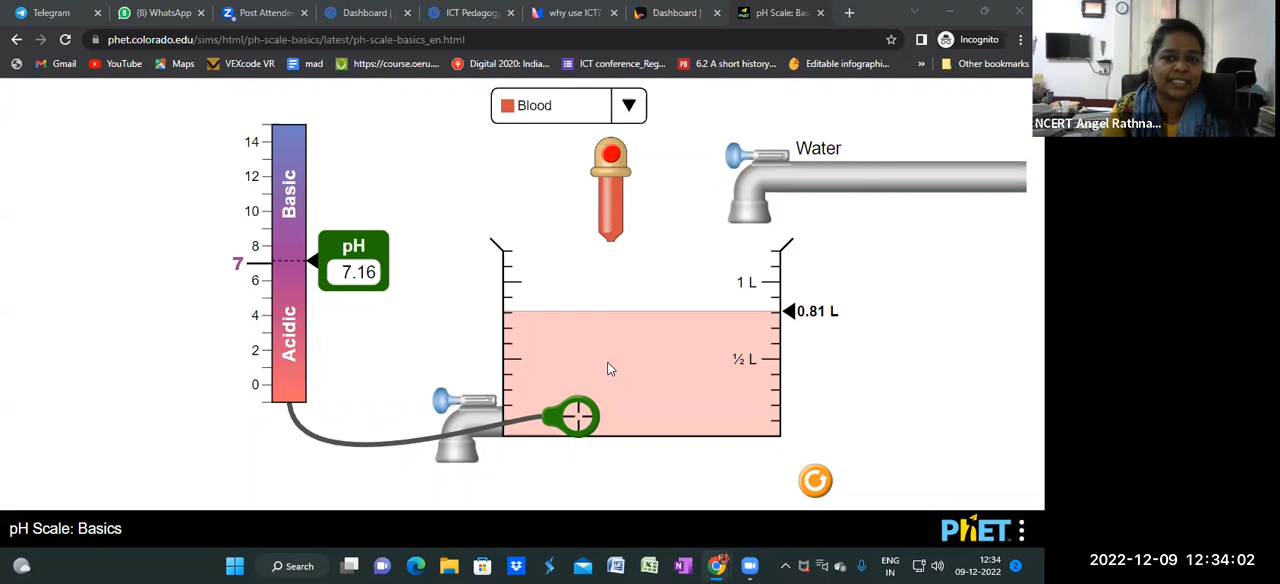 Telegram
(8) WhatsApp
Post Attende
Dashboard |
ICT Pedagog
why use ICT?
Dashboard |
pH Scale: Bas
phet.colorado.edu/sims/html/ph-scale-basics/latest/ph-scale-basics_en.html
Incognito
Gmail
YouTube
Maps
VEXcode VR
mad
https://course.oeru....
Digital 2020: India...
ICT conference_Reg...
6.2 A short history...
Editable infographi...
»
Other bookmarks
NCERT Angel Rathna...
Blood
Water
14
12
10
8
7
6
4
2
0
Basic
Acidic
pH
7.16
1 L
0.81 L
½ L
pH Scale: Basics
PhET
Search
ENG
IN
12:34
09-12-2022
2
2022-12-09 12:34:02